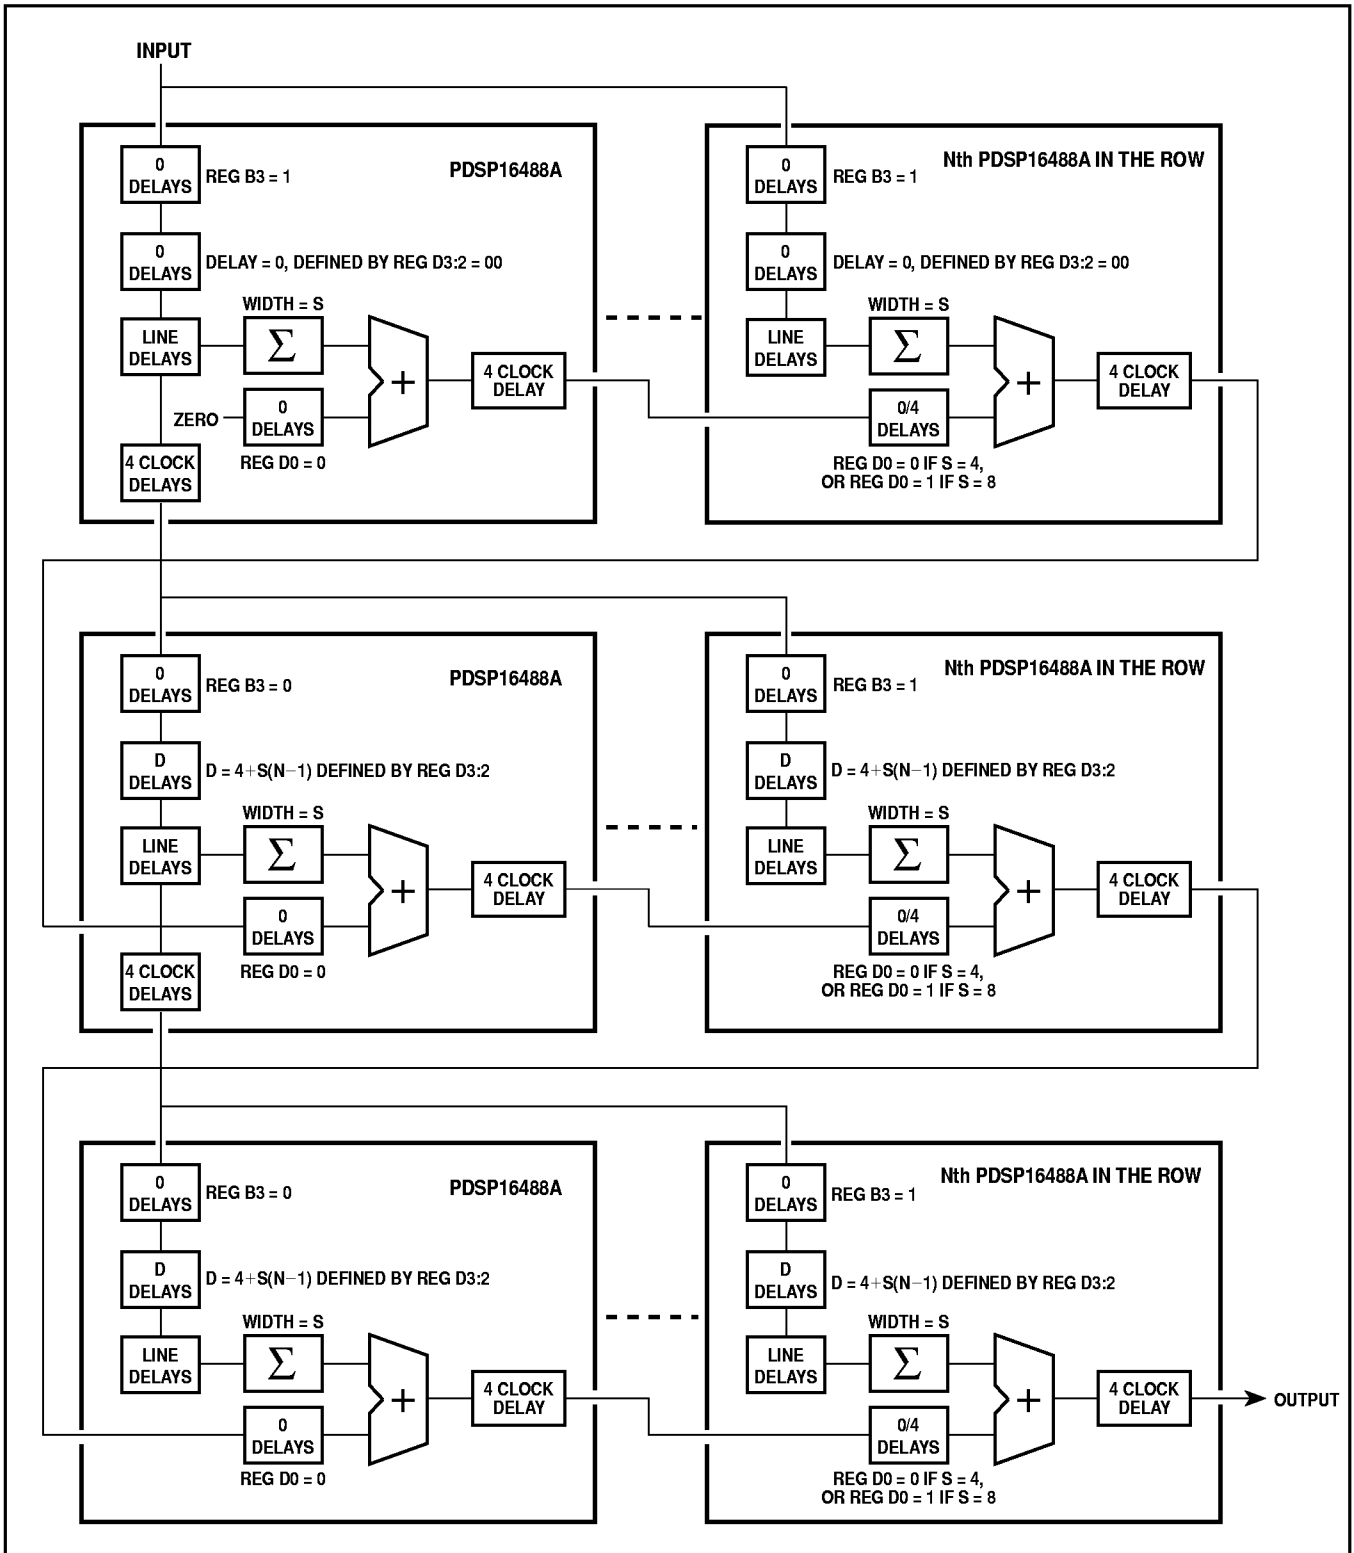 INPUT
0
DELAYS
REG B3 = 1
PDSP16488A
0
DELAYS
DELAY = 0, DEFINED BY REG D3:2 = 00
WIDTH = S
LINE
DELAYS
Σ
+
4 CLOCK
DELAY
ZERO
0
DELAYS
REG D0 = 0
4 CLOCK
DELAYS
Nth PDSP16488A IN THE ROW
0
DELAYS
REG B3 = 1
0
DELAYS
DELAY = 0, DEFINED BY REG D3:2 = 00
WIDTH = S
LINE
DELAYS
Σ
+
4 CLOCK
DELAY
0/4
DELAYS
REG D0 = 0 IF S = 4,
OR REG D0 = 1 IF S = 8
0
DELAYS
REG B3 = 0
PDSP16488A
D
DELAYS
D = 4+S(N−1) DEFINED BY REG D3:2
WIDTH = S
LINE
DELAYS
Σ
+
4 CLOCK
DELAY
0
DELAYS
REG D0 = 0
4 CLOCK
DELAYS
Nth PDSP16488A IN THE ROW
0
DELAYS
REG B3 = 1
D
DELAYS
D = 4+S(N−1) DEFINED BY REG D3:2
WIDTH = S
LINE
DELAYS
Σ
+
4 CLOCK
DELAY
0/4
DELAYS
REG D0 = 0 IF S = 4,
OR REG D0 = 1 IF S = 8
0
DELAYS
REG B3 = 0
PDSP16488A
D
DELAYS
D = 4+S(N−1) DEFINED BY REG D3:2
WIDTH = S
LINE
DELAYS
Σ
+
4 CLOCK
DELAY
0
DELAYS
REG D0 = 0
Nth PDSP16488A IN THE ROW
0
DELAYS
REG B3 = 1
D
DELAYS
D = 4+S(N−1) DEFINED BY REG D3:2
WIDTH = S
LINE
DELAYS
Σ
+
4 CLOCK
DELAY
OUTPUT
0/4
DELAYS
REG D0 = 0 IF S = 4,
OR REG D0 = 1 IF S = 8